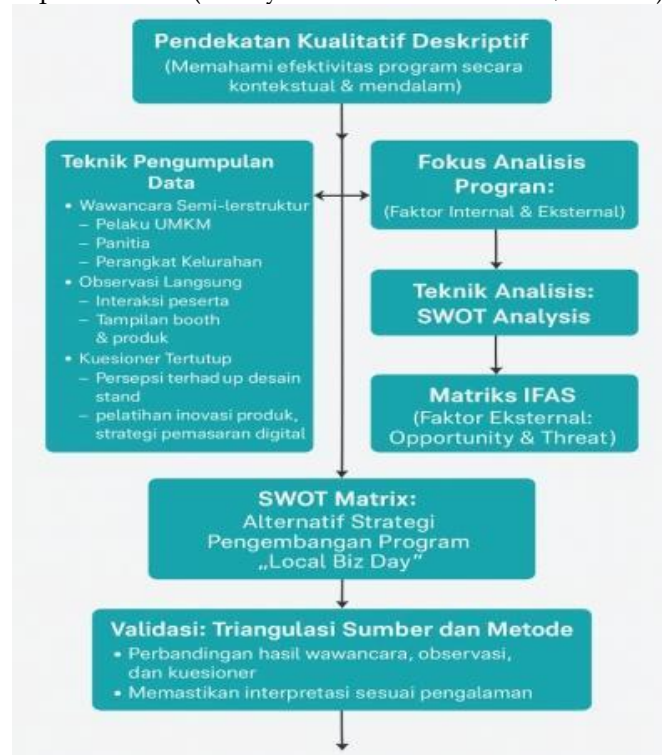 Pendekatan Kualitatif Deskriptif
(Memahami efektivitas program secara
kontekstual & mendalam)
Teknik Pengumpulan
Data
• Wawancara Semi-lerstruktur
– Pelaku UMKM
– Panitia
– Perangkat Kelurahan
• Observasi Langsung
– Interaksi peserta
– Tampilan booth
& produk
• Kuesioner Tertutup
– Persepsi terhad up desain
stand
– pelatihan inovasi produk,
strategi pemasaran digital
Fokus Analisis
Progran:
(Faktor Internal & Eksternal)
Teknik Analisis:
SWOT Analysis
Matriks IFAS
(Faktor Eksternal:
Opportunity & Threat)
SWOT Matrix:
Alternatif Strategi
Pengembangan Program
„Local Biz Day”
Validasi: Triangulasi Sumber dan Metode
• Perbandingan hasil wawancara, observasi,
dan kuesioner
• Memastikan interpretasi sesuai pengalaman